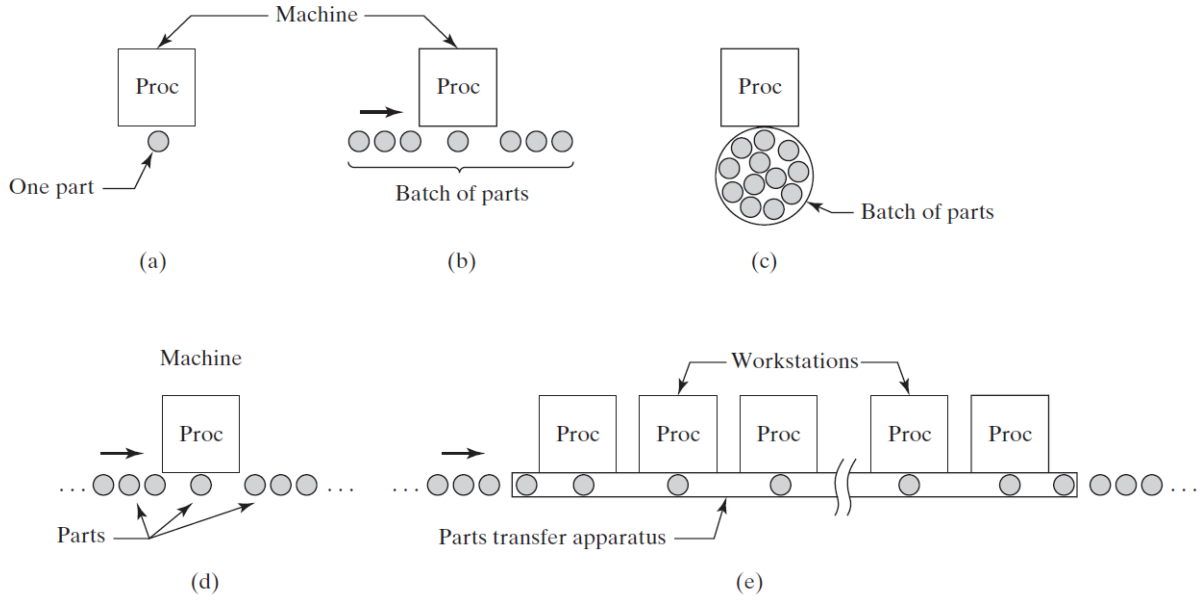 Machine
Proc
Proc
Proc
One part
Batch of parts
Batch of parts
(a)
(b)
(c)
Machine
Workstations
Proc
Proc
Proc
Proc
Proc
Proc
... ...
... ...
Parts
Parts transfer apparatus
(d)
(e)